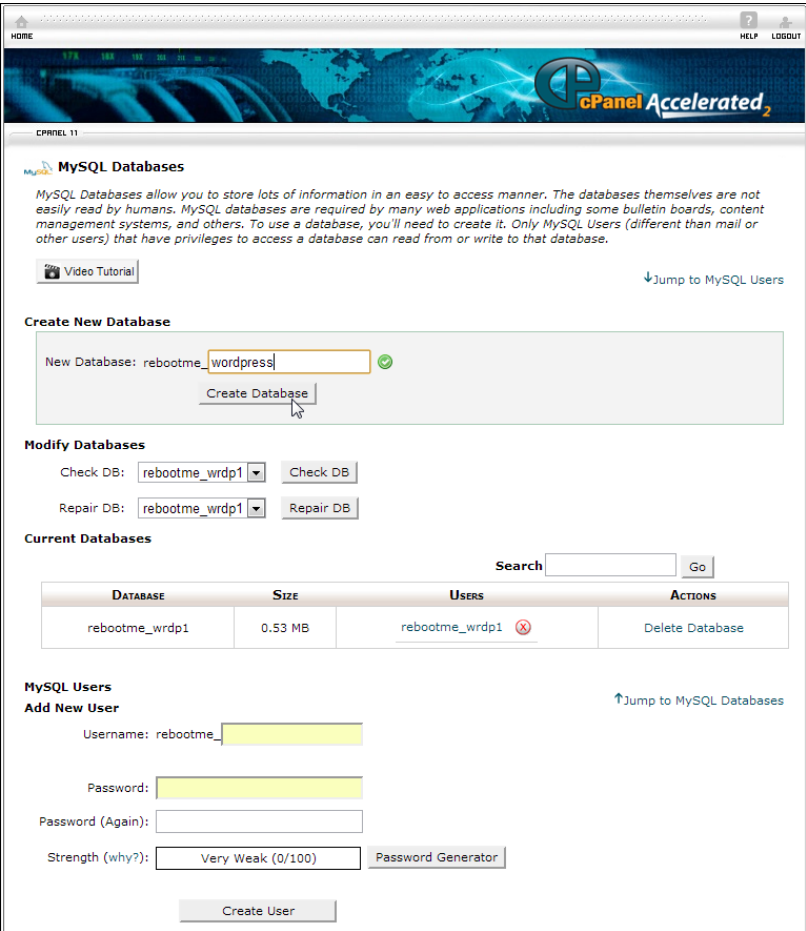 HOME
HELP
LOGOUT
cPanel Accelerated2
CPANEL 11
MySQL MySQL Databases
MySQL Databases allow you to store lots of information in an easy to access manner. The databases themselves are not
easily read by humans. MySQL databases are required by many web applications including some bulletin boards, content
management systems, and others. To use a database, you'll need to create it. Only MySQL Users (different than mail or
other users) that have privileges to access a database can read from or write to that database.
Video Tutorial
↓Jump to MySQL Users
Create New Database
New Database: rebootme_ wordpress
Create Database
Modify Databases
Check DB: rebootme_wrdp1 Check DB
Repair DB: rebootme_wrdp1 Repair DB
Current Databases
Search Go
DATABASE SIZE USERS ACTIONS
rebootme_wrdp1 0.53 MB rebootme_wrdp1 Delete Database
MySQL Users
↑Jump to MySQL Databases
Add New User
Username: rebootme_
Password:
Password (Again):
Strength (why?): Very Weak (0/100) Password Generator
Create User